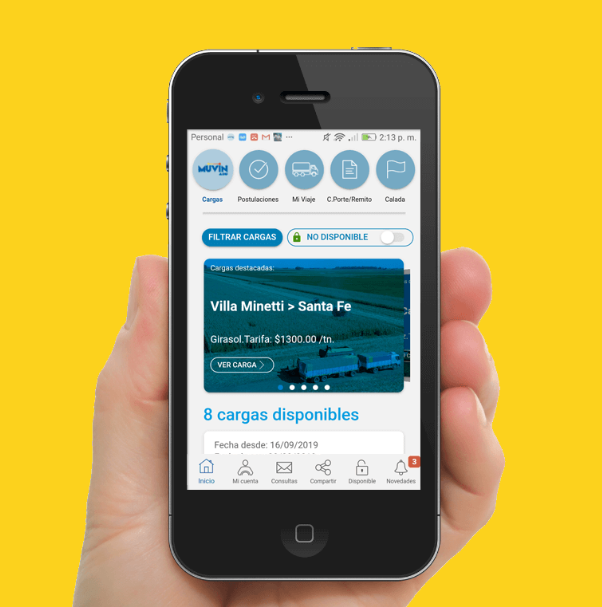 Personal
2:13 p. m.
MUVIN
Cargas
Postulaciones
Mi Viaje
C.Porte/Remito
Calada
FILTRAR CARGAS
NO DISPONIBLE
Cargas destacadas:
Villa Minetti > Santa Fe
Girasol.Tarifa: $1300.00 /tn.
VER CARGA
8 cargas disponibles
Fecha desde: 16/09/2019
3
Inicio
Mi cuenta
Consultas
Compartir
Disponible
Novedades